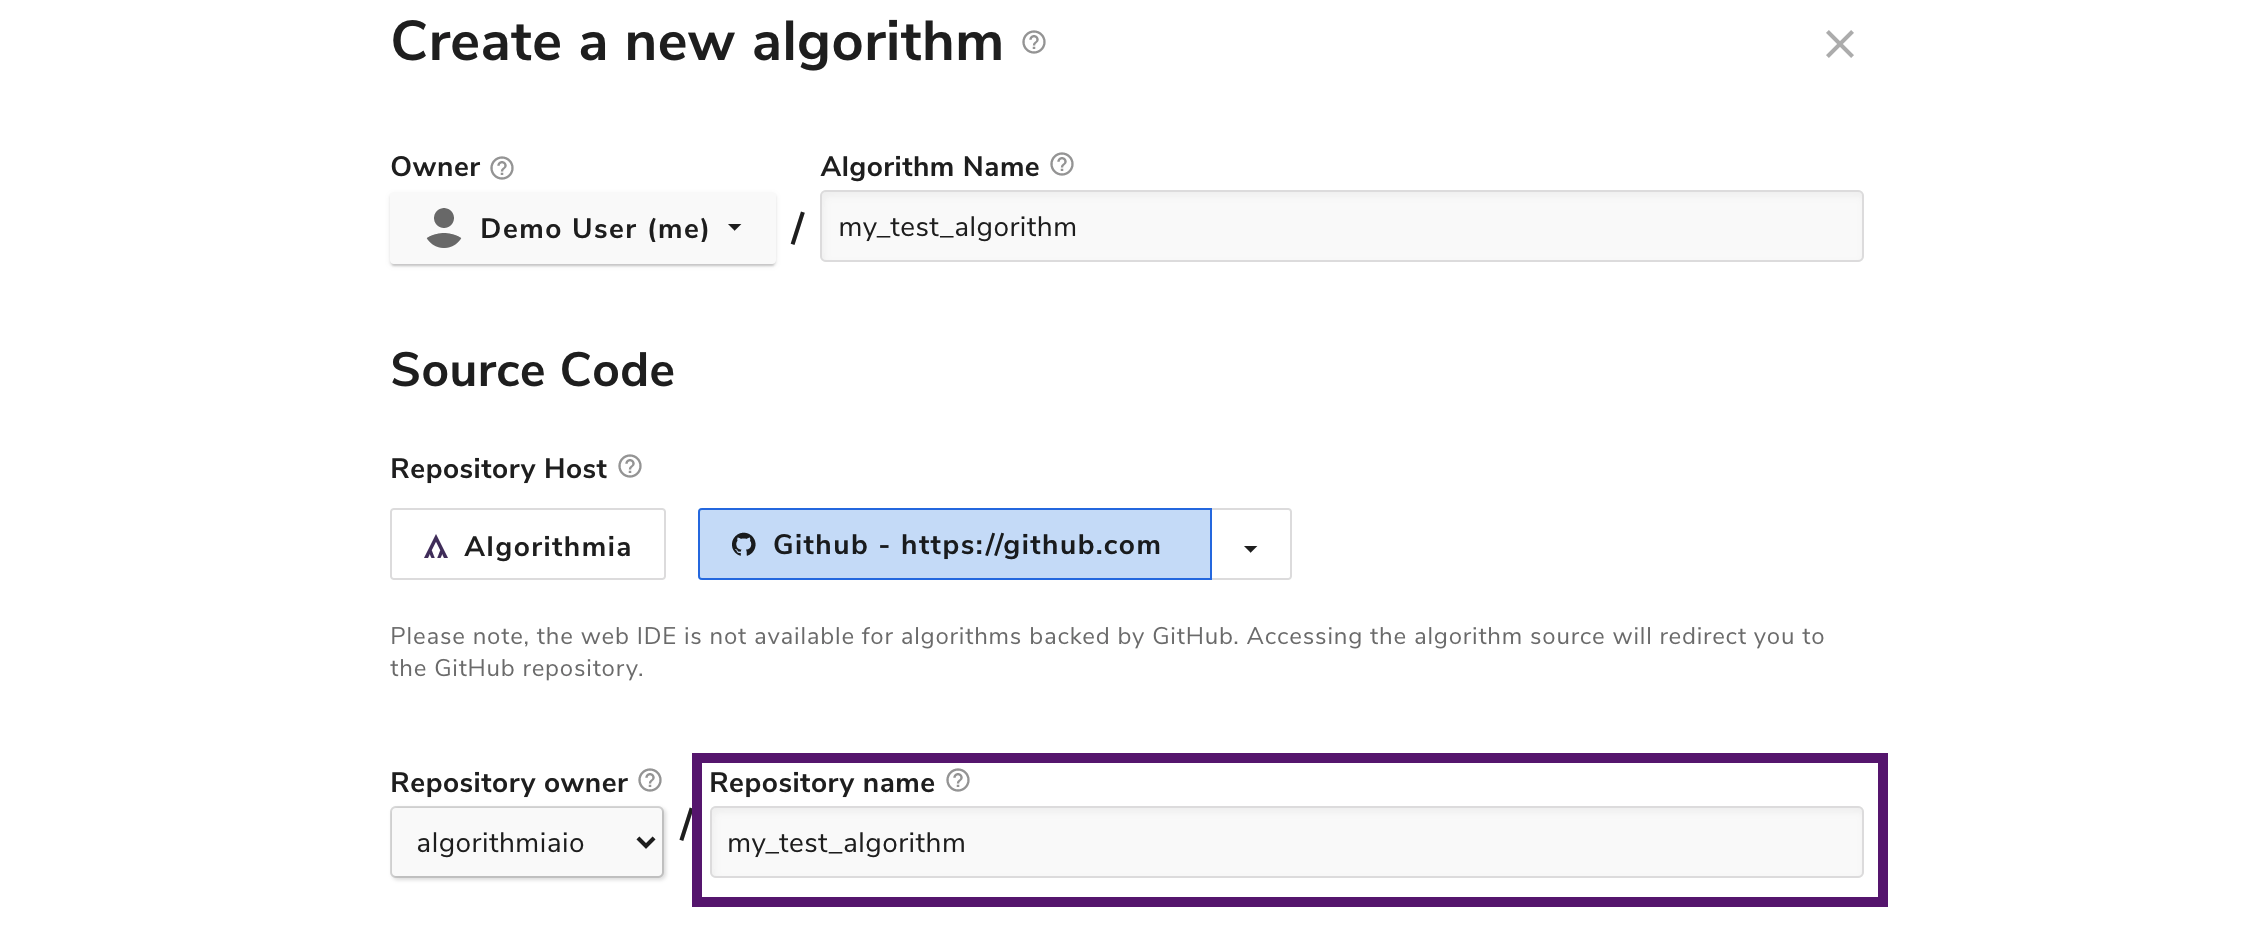 Create a new algorithm ?
Owner ? Algorithm Name ?
Demo User (me) / my_test_algorithm
Source Code
Repository Host ?
Algorithmia Github - https://github.com
Please note, the web IDE is not available for algorithms backed by GitHub. Accessing the algorithm source will redirect you to
the GitHub repository.
Repository owner ? Repository name ?
algorithmiaio / my_test_algorithm